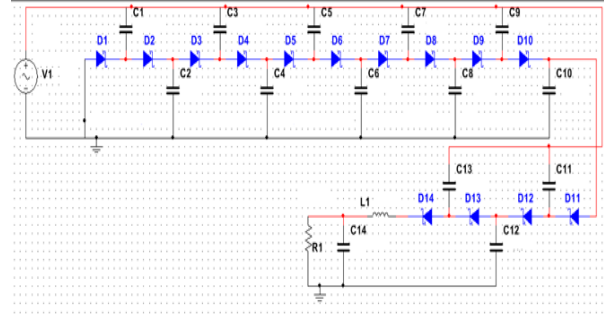 C1 C3 C5 C7 C9
D1 D2 D3 D4 D5 D6 D7 D8 D9 D10
V1 C2 C4 C6 C8 C10
C13 C11
L1 D14 D13 D12 D11
R1 C14 C12